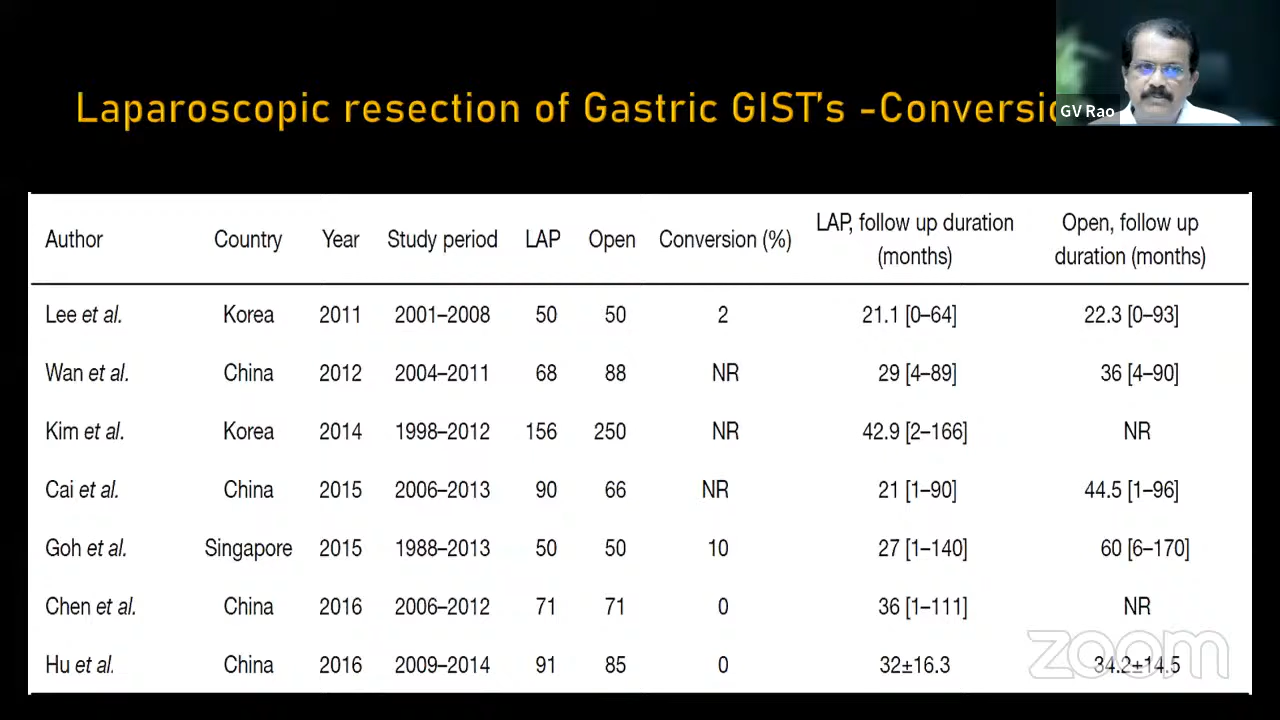 Laparoscopic resection of Gastric GIST's -Conversio
GV Rao
Author Country Year Study period LAP Open Conversion (%) LAP, follow up duration (months) Open, follow up duration (months)
Lee et al. Korea 2011 2001–2008 50 50 2 21.1 [0–64] 22.3 [0–93]
Wan et al. China 2012 2004–2011 68 88 NR 29 [4–89] 36 [4–90]
Kim et al. Korea 2014 1998–2012 156 250 NR 42.9 [2–166] NR
Cai et al. China 2015 2006–2013 90 66 NR 21 [1–90] 44.5 [1–96]
Goh et al. Singapore 2015 1988–2013 50 50 10 27 [1–140] 60 [6–170]
Chen et al. China 2016 2006–2012 71 71 0 36 [1–111] NR
Hu et al. China 2016 2009–2014 91 85 0 32±16.3 34.2±14.5
zoom